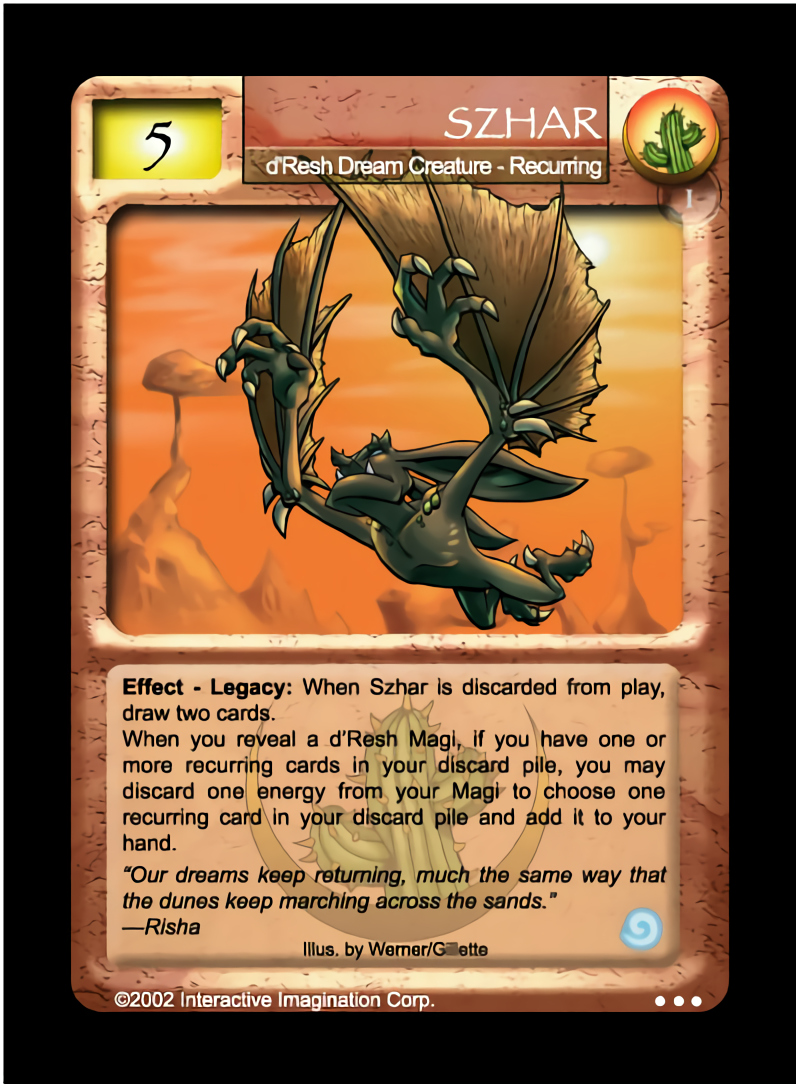 5
SZHAR
d'Resh Dream Creature - Recurring
I
Effect - Legacy: When Szhar is discarded from play,
draw two cards.
When you reveal a d'Resh Magi, if you have one or
more recurring cards in your discard pile, you may
discard one energy from your Magi to choose one
recurring card in your discard pile and add it to your
hand.
"Our dreams keep returning, much the same way that
the dunes keep marching across the sands."
—Risha
Illus. by
©2002 Interactive Imagination Corp.